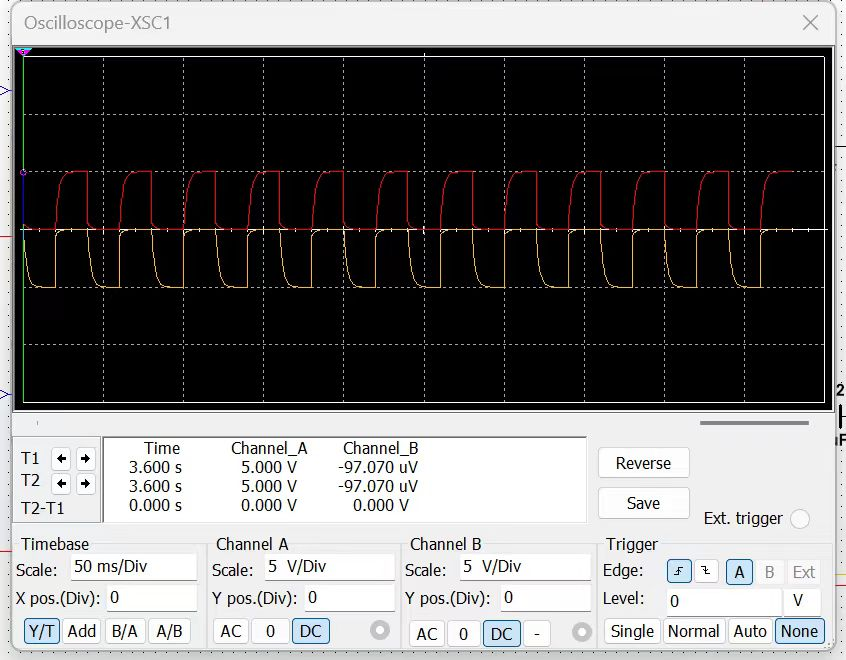 Oscilloscope-XSC1
2
T1
T2
T2-T1
Time Channel_A Channel_B
3.600 s 5.000 V -97.070 uV
3.600 s 5.000 V -97.070 uV
0.000 s 0.000 V 0.000 V
Reverse
Save
Ext. trigger
Timebase
Scale: 50 ms/Div
X pos.(Div): 0
Y/T Add B/A A/B
Channel A
Scale: 5 V/Div
Y pos.(Div): 0
AC 0 DC
Channel B
Scale: 5 V/Div
Y pos.(Div): 0
AC 0 DC -
Trigger
Edge: A B Ext
Level: 0 V
Single Normal Auto None